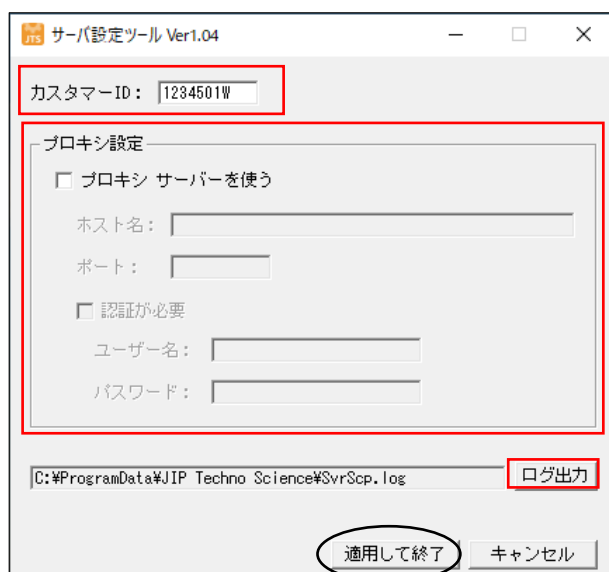 JTS サーバ設定ツール Ver1.04
カスタマーID： 1234501W
プロキシ設定
プロキシ サーバーを使う
ホスト名：
ポート：
認証が必要
ユーザー名：
パスワード：
C:¥ProgramData¥JIP Techno Science¥SvrScp.log ログ出力
適用して終了 キャンセル